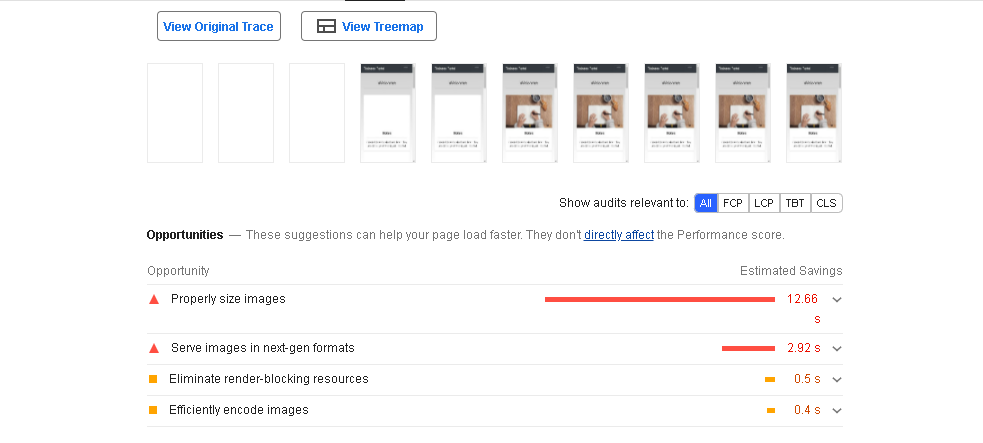 View Original Trace
View Treemap
Show audits relevant to: All FCP LCP TBT CLS
Opportunities — These suggestions can help your page load faster. They don't directly affect the Performance score.
Opportunity Estimated Savings
Properly size images 12.66 s
Serve images in next-gen formats 2.92 s
Eliminate render-blocking resources 0.5 s
Efficiently encode images 0.4 s